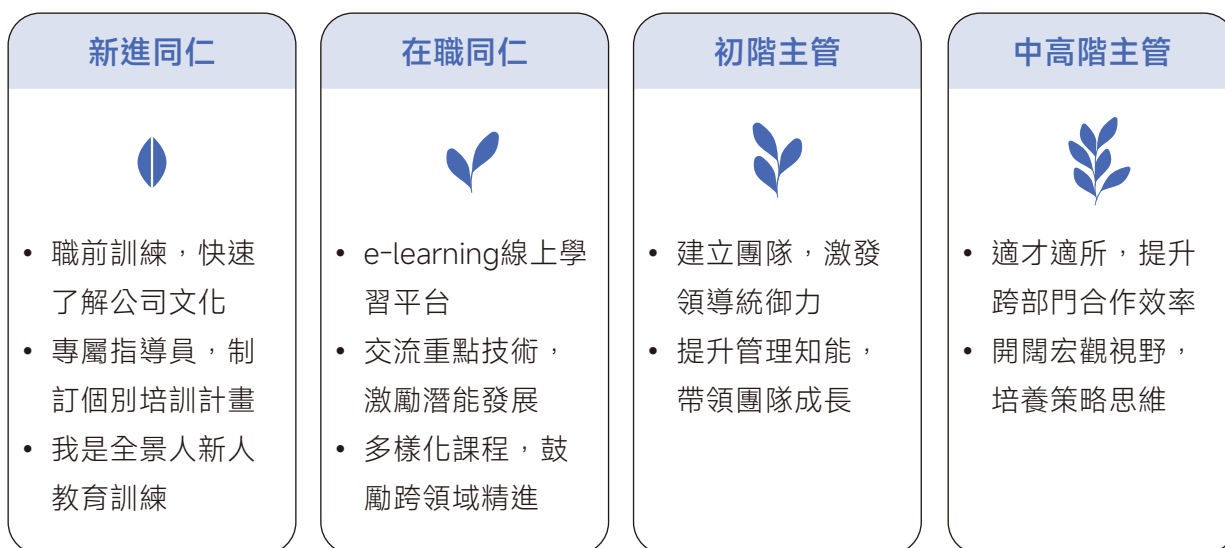 新進同仁
• 職前訓練，快速
了解公司文化
• 專屬指導員，制
訂個別培訓計畫
• 我是全景人新人
教育訓練
在職同仁
• e-learning線上學
習平台
• 交流重點技術，
激勵潛能發展
• 多樣化課程，鼓
勵跨領域精進
初階主管
• 建立團隊，激發
領導統御力
• 提升管理知能，
帶領團隊成長
中高階主管
• 適才適所，提升
跨部門合作效率
• 開闊宏觀視野，
培養策略思維